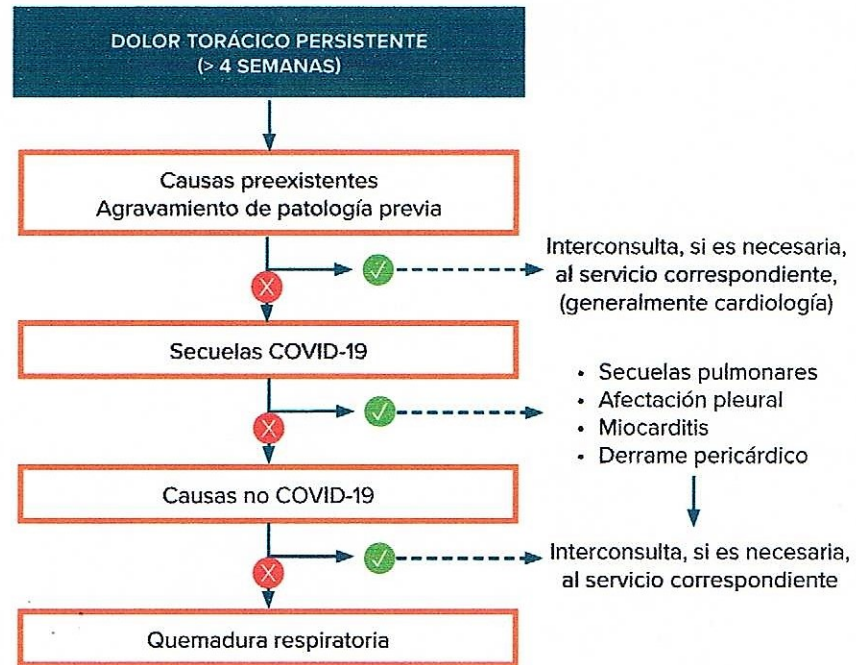 DOLOR TORÁCICO PERSISTENTE
(> 4 SEMANAS)
Causas preexistentes
Agravamiento de patología previa
Interconsulta, si es necesaria,
al servicio correspondiente,
(generalmente cardiología)
Secuelas COVID-19
• Secuelas pulmonares
• Afectación pleural
• Miocarditis
• Derrame pericárdico
Causas no COVID-19
Interconsulta, si es necesaria,
al servicio correspondiente
Quemadura respiratoria